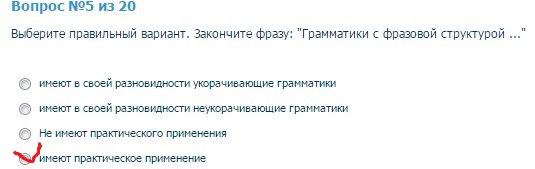 Вопрос №5 из 20
Выберите правильный вариант. Закончите фразу: "Грамматики с фразовой структурой ..."
имеют в своей разновидности укорачивающие грамматики
имеют в своей разновидности неукорачивающие грамматики
Не имеют практического применения
имеют практическое применение